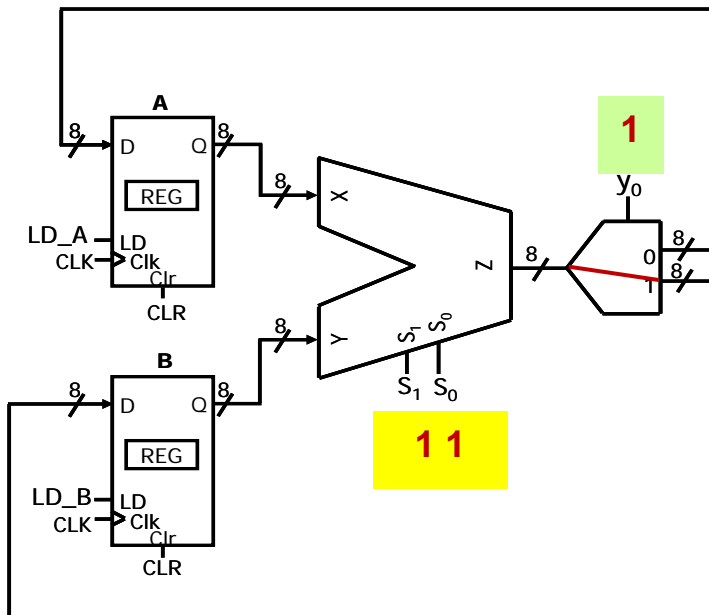 A
8
D
Q
8
REG
LD_A
LD
CLK
Clk
Clr
CLR
8
X
Y
8
Z
S₁ S₀
S₁ S₀
1 1
8
1
y₀
0
8
1
8
B
8
D
Q
8
REG
LD_B
LD
CLK
Clk
Clr
CLR